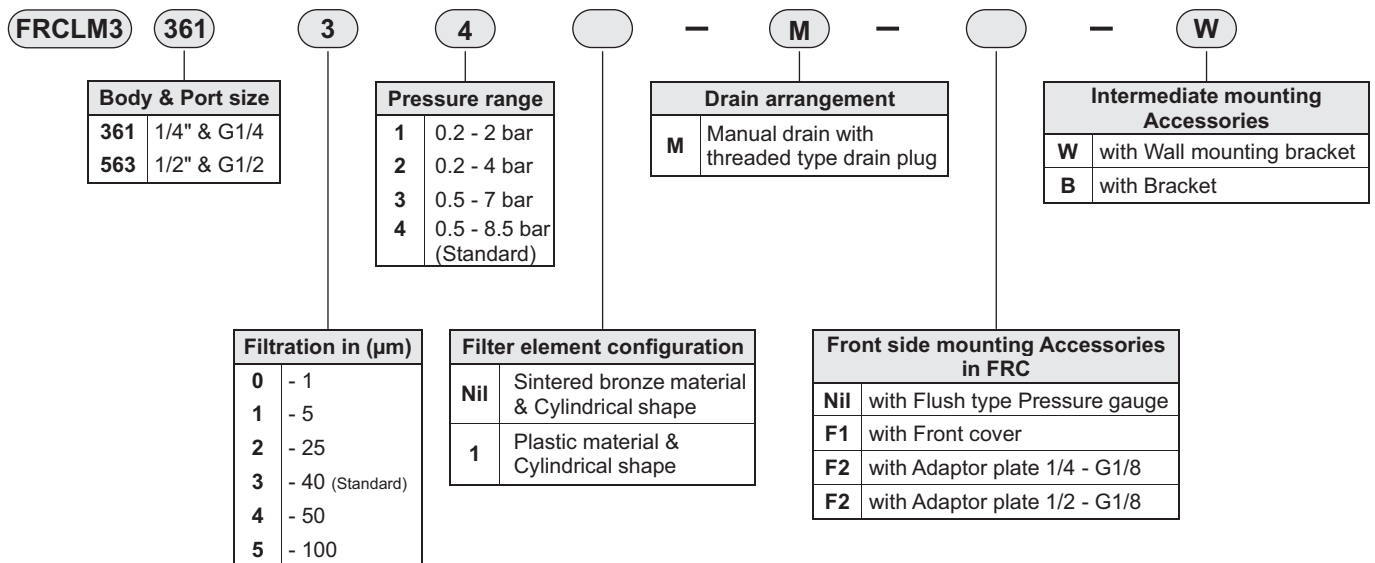 FRCLM3 361 3 4 – M – – W
Body & Port size
361 1/4" & G1/4
563 1/2" & G1/2
Pressure range
1 0.2 - 2 bar
2 0.2 - 4 bar
3 0.5 - 7 bar
4 0.5 - 8.5 bar
(Standard)
Drain arrangement
M Manual drain with
threaded type drain plug
Intermediate mounting
Accessories
W with Wall mounting bracket
B with Bracket
Filtration in (µm)
0 - 1
1 - 5
2 - 25
3 - 40 (Standard)
4 - 50
5 - 100
Filter element configuration
Nil Sintered bronze material
& Cylindrical shape
1 Plastic material &
Cylindrical shape
Front side mounting Accessories
in FRC
Nil with Flush type Pressure gauge
F1 with Front cover
F2 with Adaptor plate 1/4 - G1/8
F2 with Adaptor plate 1/2 - G1/8